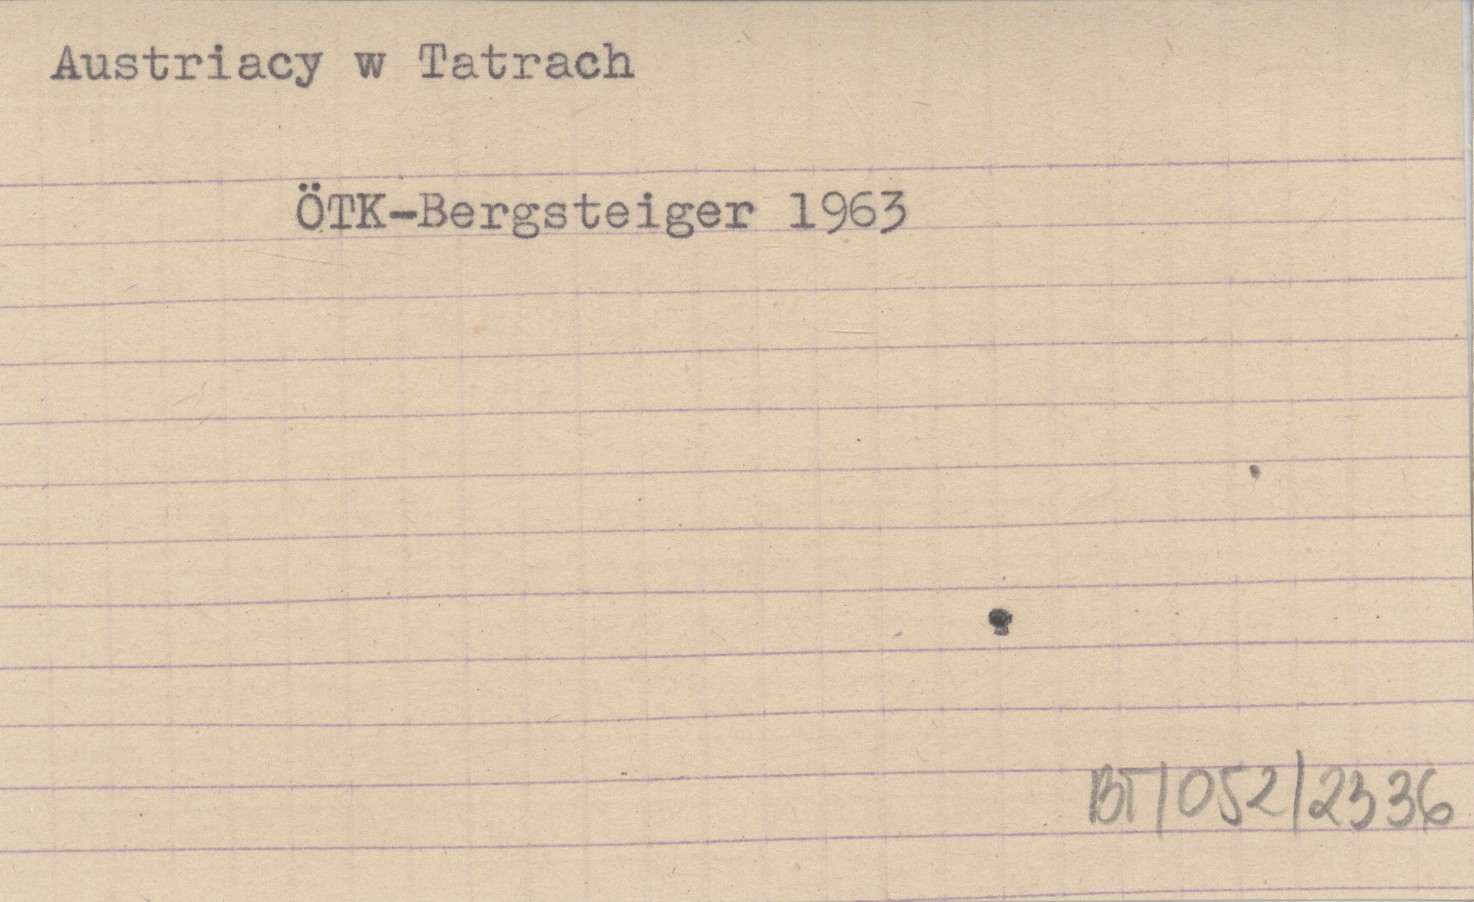 Austriacy w Tatrach
ÖTK-Bergsteiger 1963
BT/052/2336